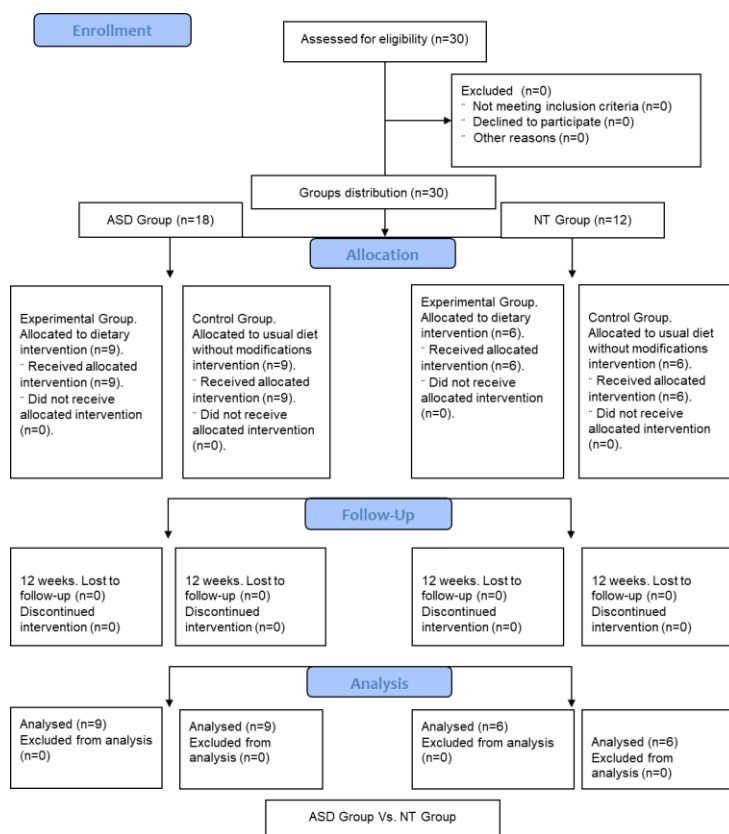 Enrollment
Assessed for eligibility (n=30)
Excluded (n=0)
¨ Not meeting inclusion criteria (n=0)
¨ Declined to participate (n=0)
¨ Other reasons (n=0)
Groups distribution (n=30)
ASD Group (n=18)
NT Group (n=12)
Allocation
Experimental Group.
Allocated to dietary
intervention (n=9).
¨ Received allocated
intervention (n=9).
¨ Did not receive
allocated intervention
(n=0).
Control Group.
Allocated to usual diet
without modifications
intervention (n=9).
¨ Received allocated
intervention (n=9).
¨ Did not receive
allocated intervention
(n=0).
Experimental Group.
Allocated to dietary
intervention (n=6).
¨ Received allocated
intervention (n=6).
¨ Did not receive
allocated intervention
(n=0).
Control Group.
Allocated to usual diet
without modifications
intervention (n=6).
¨ Received allocated
intervention (n=6).
¨ Did not receive
allocated intervention
(n=0).
Follow-Up
12 weeks. Lost to
follow-up (n=0)
Discontinued
intervention (n=0)
12 weeks. Lost to
follow-up (n=0)
Discontinued
intervention (n=0)
12 weeks. Lost to
follow-up (n=0)
Discontinued
intervention (n=0)
12 weeks. Lost to
follow-up (n=0)
Discontinued
intervention (n=0)
Analysis
Analysed (n=9)
Excluded from analysis
(n=0)
Analysed (n=9)
Excluded from
analysis (n=0)
Analysed (n=6)
Excluded from analysis
(n=0)
Analysed (n=6)
Excluded from
analysis (n=0)
ASD Group Vs. NT Group